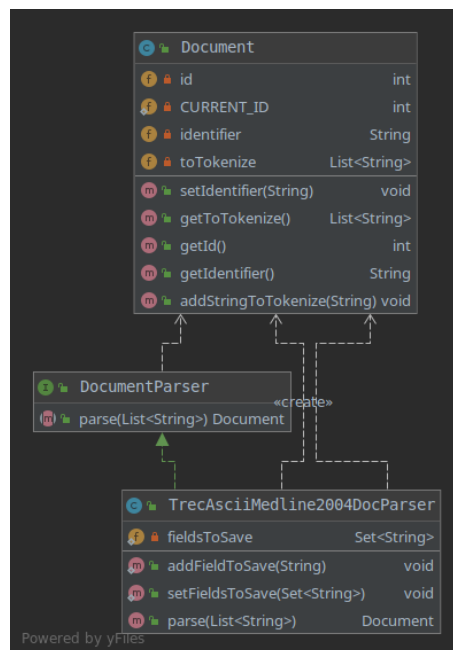 Document
id int
CURRENT_ID int
identifier String
toTokenize List<String>
setIdentifier(String) void
getToTokenize() List<String>
getId() int
getIdentifier() String
addStringToTokenize(String) void
DocumentParser
parse(List<String>) Document
«create»
TrecAsciiMedline2004DocParser
fieldsToSave Set<String>
addFieldToSave(String) void
setFieldsToSave(Set<String>) void
parse(List<String>) Document
Powered by yFiles